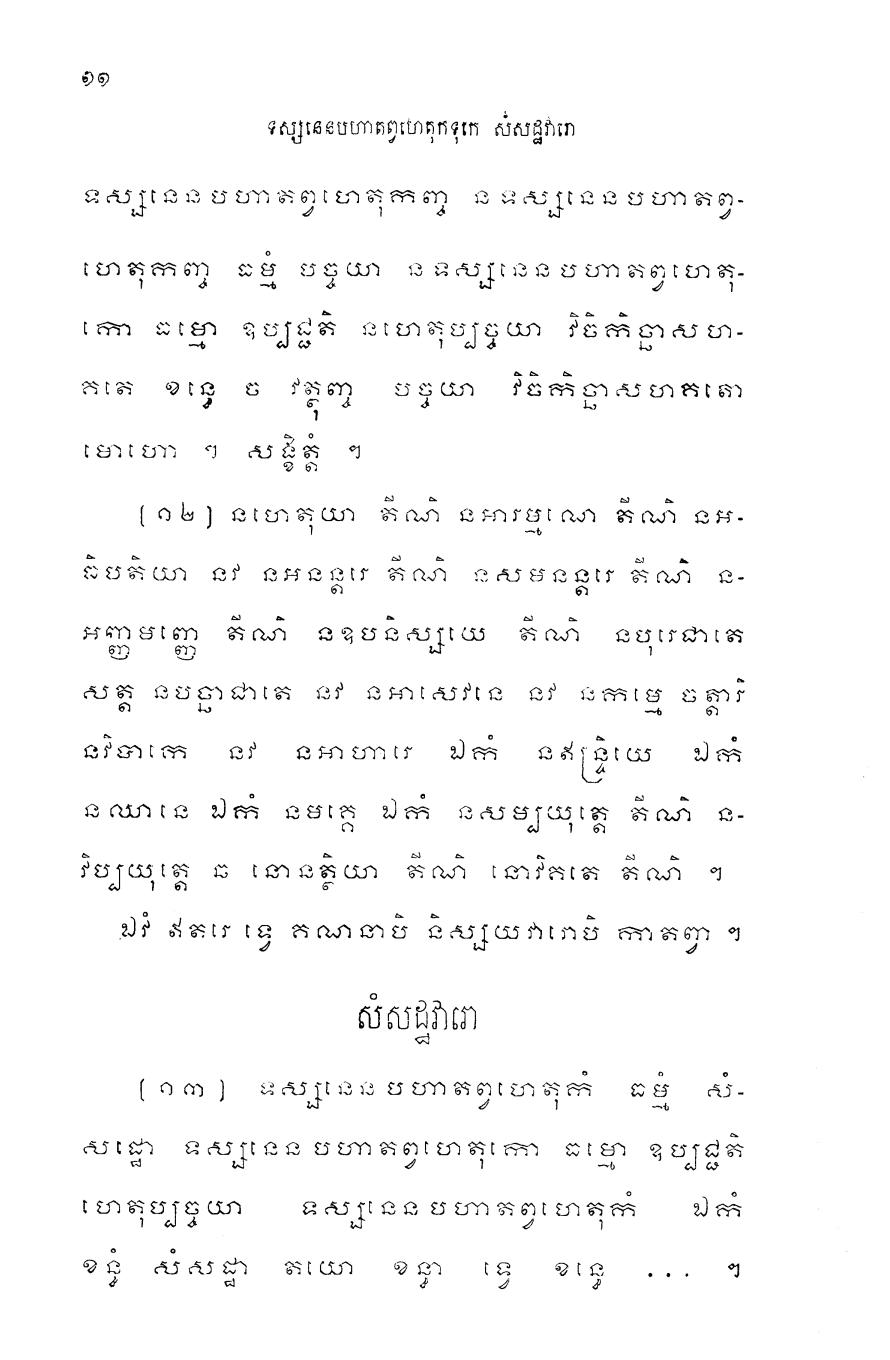 ១១
ទស្សនេនបហាតព្វហេតុកទុកេ សំសដ្ឋវារោ
ទស្សនេនបហាតព្វហេតុកញ្ច នទស្សនេនបហាតព្វ-
ហេតុកញ្ច ធម្មំ បច្ចយា នទស្សនេនបហាតព្វហេតុ-
កោ ធម្មោ ឧប្បជ្ជតិ នហេតុប្បច្ចយា វិចិកិច្ឆាសហ-
គតេ ខន្ធេ ច វត្ថុញ្ច បច្ចយា វិចិកិច្ឆាសហគតោ
មោហោ ។ សង្ខិត្តំ ។
(១២) នហេតុយា តីណិ នអារម្មណេ តីណិ នអ-
ធិបតិយា នវ នអនន្តរេ តីណិ នសមនន្តរេ តីណិ ន-
អញ្ញមញ្ញេ តីណិ នឧបនិស្សយេ តីណិ នបុរេជាតេ
សត្ត នបច្ឆាជាតេ នវ នអាសេវនេ នវ នកម្មេ ចត្តារិ
នវិបាកេ នវ នអាហារេ ឯកំ នឥន្ទ្រិយេ ឯកំ
នឈានេ ឯកំ នមគ្គេ ឯកំ នសម្បយុត្តេ តីណិ ន-
វិប្បយុត្តេ ឆ នោនត្ថិយា តីណិ នោវិគតេ តីណិ ។
ឯវំ ឥតរេ ទ្វេ គណនាបិ និស្សយវារោបិ កាតព្វា ។
សំសដ្ឋវារោ
(១៣) ទស្សនេនបហាតព្វហេតុកំ ធម្មំ សំ-
សដ្ឋោ ទស្សនេនបហាតព្វហេតុកោ ធម្មោ ឧប្បជ្ជតិ
ហេតុប្បច្ចយា ទស្សនេនបហាតព្វហេតុកំ ឯកំ
ខន្ធំ សំសដ្ឋា តយោ ខន្ធា ទ្វេ ខន្ធេ ... ។